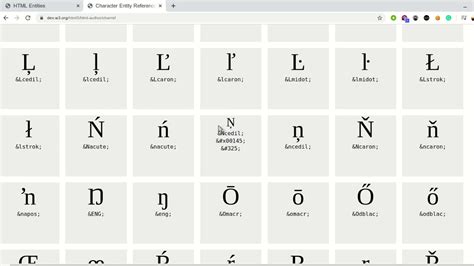 HTML Entities
Character Entity Referenc
dev.w3.org/html5/html-author/charref
Ļ ļ Ľ ľ Ŀ ŀ Ł
&Lcedil; &lcedil; &Lcaron; &lcaron; &Lmidot; &lmidot; &Lstrok;
ł Ń ń Ņ ņ Ň ň
&lstrok; &Nacute; &nacute; &Ncedil; &ncedil; &Ncaron; &ncaron;
&#x00145;
&#325;
ŉ Ŋ ŋ Ō ō Ő ő
&napos; &ENG; &eng; &Omacr; &omacr; &Odblac; &odblac;